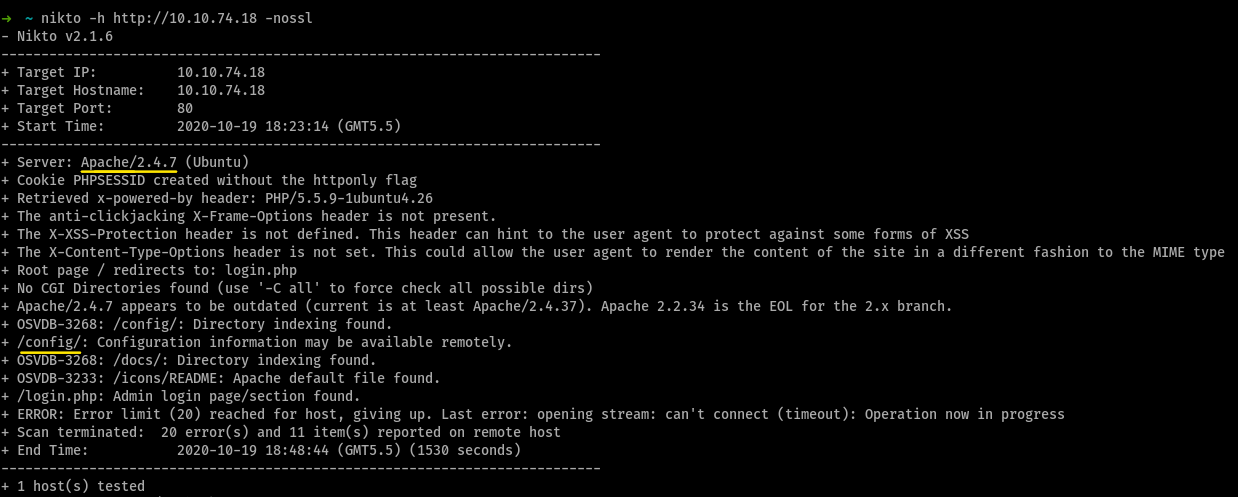 → ~ nikto -h http://10.10.74.18 -nossl
- Nikto v2.1.6
---------------------------------------------------------------------------
+ Target IP:          10.10.74.18
+ Target Hostname:    10.10.74.18
+ Target Port:        80
+ Start Time:         2020-10-19 18:23:14 (GMT5.5)
---------------------------------------------------------------------------
+ Server: Apache/2.4.7 (Ubuntu)
+ Cookie PHPSESSID created without the httponly flag
+ Retrieved x-powered-by header: PHP/5.5.9-1ubuntu4.26
+ The anti-clickjacking X-Frame-Options header is not present.
+ The X-XSS-Protection header is not defined. This header can hint to the user agent to protect against some forms of XSS
+ The X-Content-Type-Options header is not set. This could allow the user agent to render the content of the site in a different fashion to the MIME type
+ Root page / redirects to: login.php
+ No CGI Directories found (use '-C all' to force check all possible dirs)
+ Apache/2.4.7 appears to be outdated (current is at least Apache/2.4.37). Apache 2.2.34 is the EOL for the 2.x branch.
+ OSVDB-3268: /config/: Directory indexing found.
+ /config/: Configuration information may be available remotely.
+ OSVDB-3268: /docs/: Directory indexing found.
+ OSVDB-3233: /icons/README: Apache default file found.
+ /login.php: Admin login page/section found.
+ ERROR: Error limit (20) reached for host, giving up. Last error: opening stream: can't connect (timeout): Operation now in progress
+ Scan terminated:  20 error(s) and 11 item(s) reported on remote host
+ End Time:           2020-10-19 18:48:44 (GMT5.5) (1530 seconds)
---------------------------------------------------------------------------
+ 1 host(s) tested